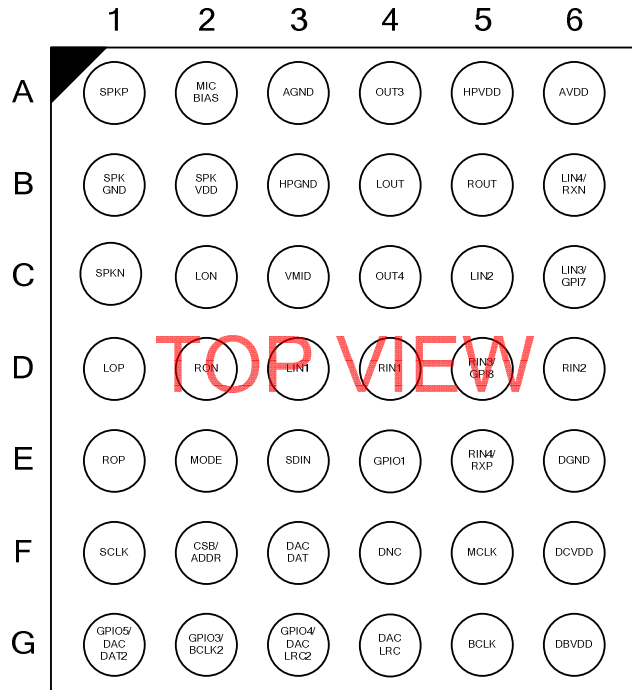 1 2 3 4 5 6
A SPKP MIC BIAS AGND OUT3 HPVDD AVDD
B SPK GND SPK VDD HPGND LOUT ROUT LIN4/ RXN
C SPKN LON VMID OUT4 LIN2 LIN3/ GPI7
TOP VIEW
D LOP RON LIN1 RIN1 RIN3/ GPI8 RIN2
E ROP MODE SDIN GPIO1 RIN4/ RXP DGND
F SCLK CSB/ ADDR DAC DAT DNC MCLK DCVDD
G GPIO5/ DAC DAT2 GPIO3/ BCLK2 GPIO4/ DAC LRC2 DAC LRC BCLK DBVDD